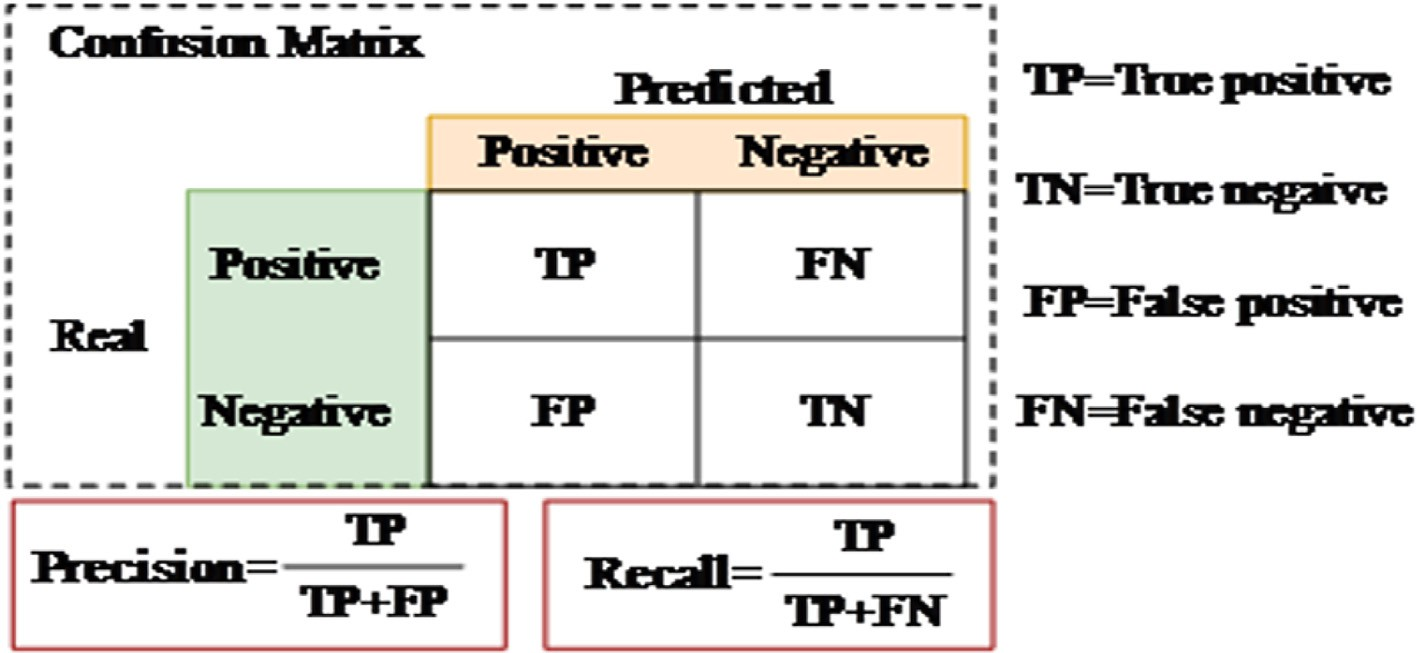 Confusion Matrix
Predicted
Positive Negative
Positive TP FN
Real
Negative FP TN
TP=True positive
TN=True negaive
FP=False positive
FN=False negative
Precision=TP/TP+FP
Recall=TP/TP+FN